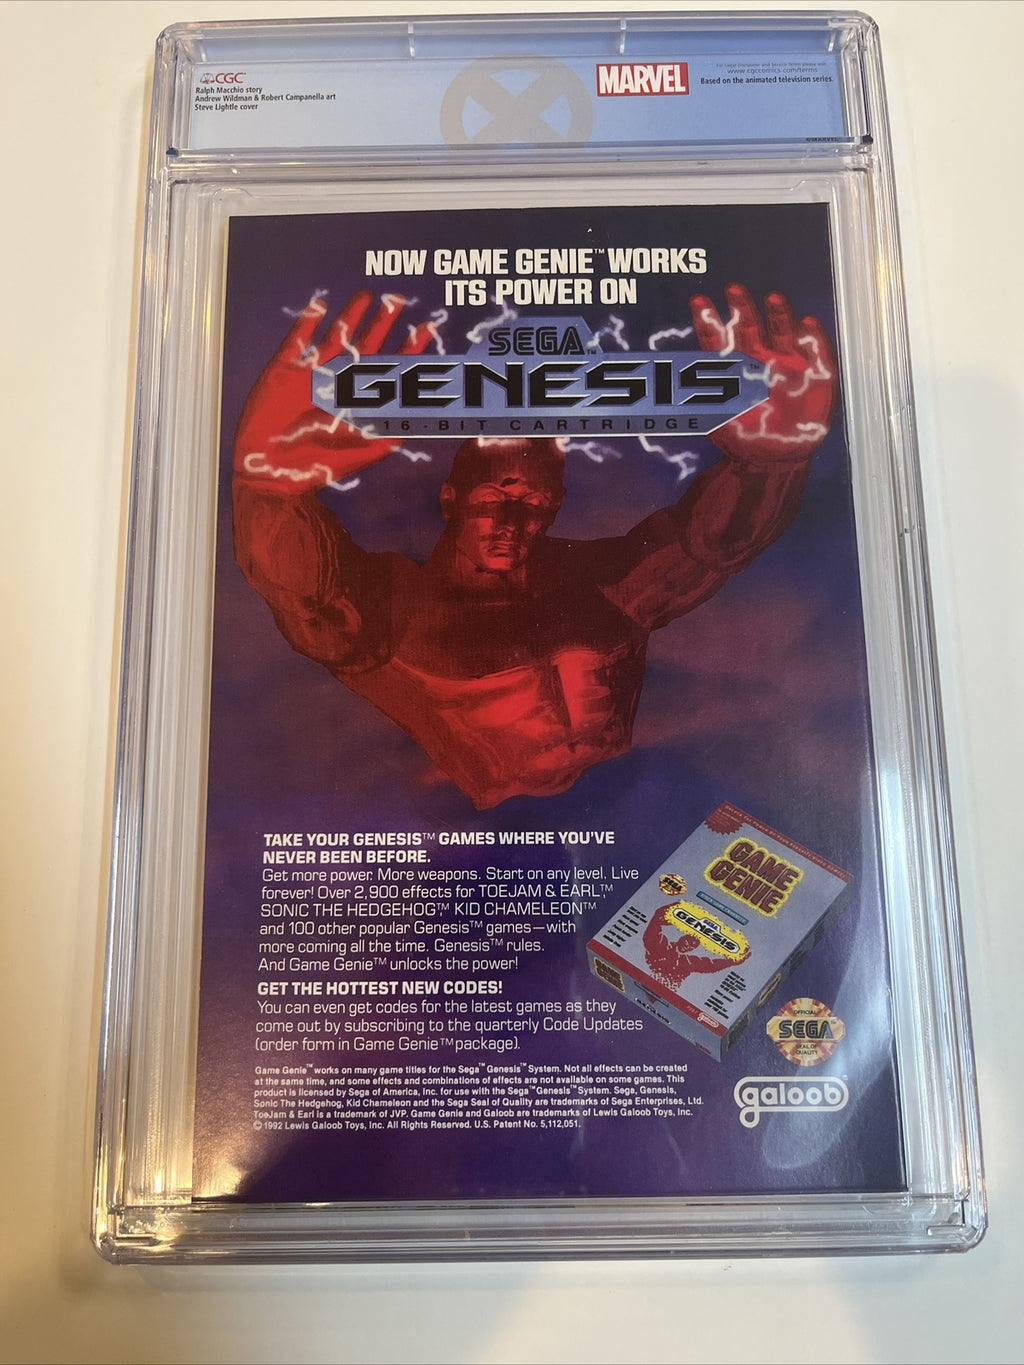 CGC
Ralph Macchio story
Andrew Wildman & Robert Campanella art
Steve Lightle cover
MARVEL
www.cgccomics.com/terms
Based on the animated television series.
©MARVEL
NOW GAME GENIE™ WORKS
ITS POWER ON
SEGA™
GENESIS™
16-BIT CARTRIDGE
TAKE YOUR GENESIS™ GAMES WHERE YOU'VE
NEVER BEEN BEFORE.
Get more power. More weapons. Start on any level. Live
forever! Over 2,900 effects for TOEJAM & EARL,™
SONIC THE HEDGEHOG,™ KID CHAMELEON™
and 100 other popular Genesis™ games—with
more coming all the time. Genesis™ rules.
And Game Genie™ unlocks the power!
GET THE HOTTEST NEW CODES!
You can even get codes for the latest games as they
come out by subscribing to the quarterly Code Updates
(order form in Game Genie™ package).
Game Genie™ works on many game titles for the Sega™ Genesis™ System. Not all effects can be created
at the same time, and some effects and combinations of effects are not available on some games. This
product is licensed by Sega of America, Inc. for use with the Sega™ Genesis™ System. Sega, Genesis,
Sonic The Hedgehog, Kid Chameleon and the Sega Seal of Quality are trademarks of Sega Enterprises, Ltd.
ToeJam & Earl is a trademark of JVP. Game Genie and Galoob are trademarks of Lewis Galoob Toys, Inc.
© 1992 Lewis Galoob Toys, Inc. All Rights Reserved. U.S. Patent No. 5,112,051.
GAME
GENIE
SEGA
GENESIS
GAME
GENIE
galoob
OFFICIAL
SEGA
SEAL OF
QUALITY
galoob